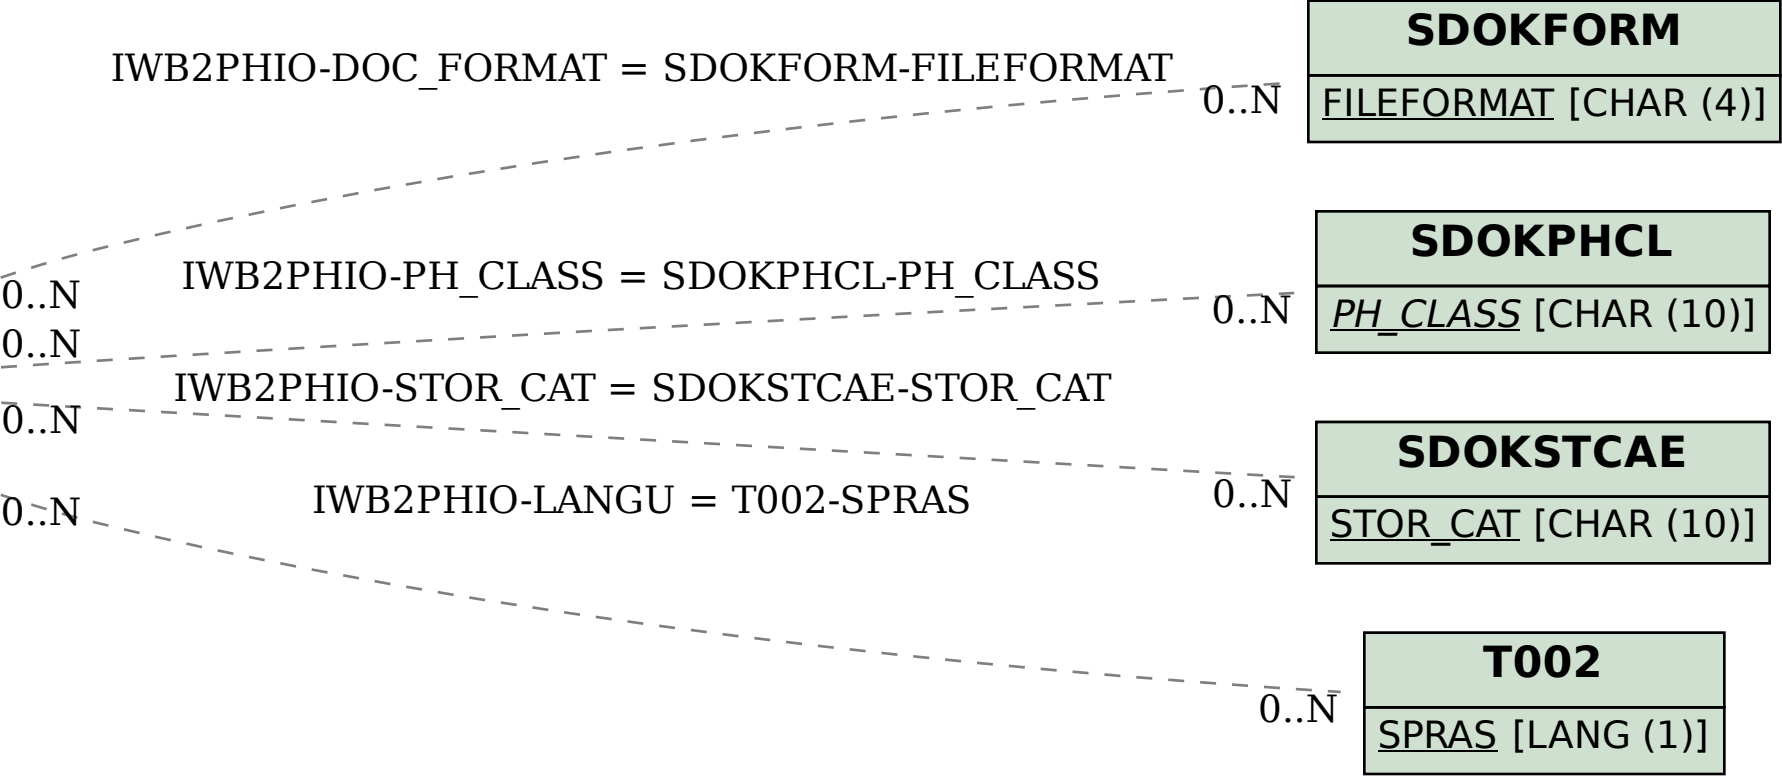 SDOKFORM
IWB2PHIO-DOC_FORMAT = SDOKFORM-FILEFORMAT
0..N
FILEFORMAT [CHAR (4)]
SDOKPHCL
IWB2PHIO-PH_CLASS = SDOKPHCL-PH_CLASS
0..N
0..N
PH_CLASS [CHAR (10)]
0..N
IWB2PHIO-STOR_CAT = SDOKSTCAE-STOR_CAT
0..N
SDOKSTCAE
0..N
IWB2PHIO-LANGU = T002-SPRAS
0..N
STOR_CAT [CHAR (10)]
T002
0..N
SPRAS [LANG (1)]